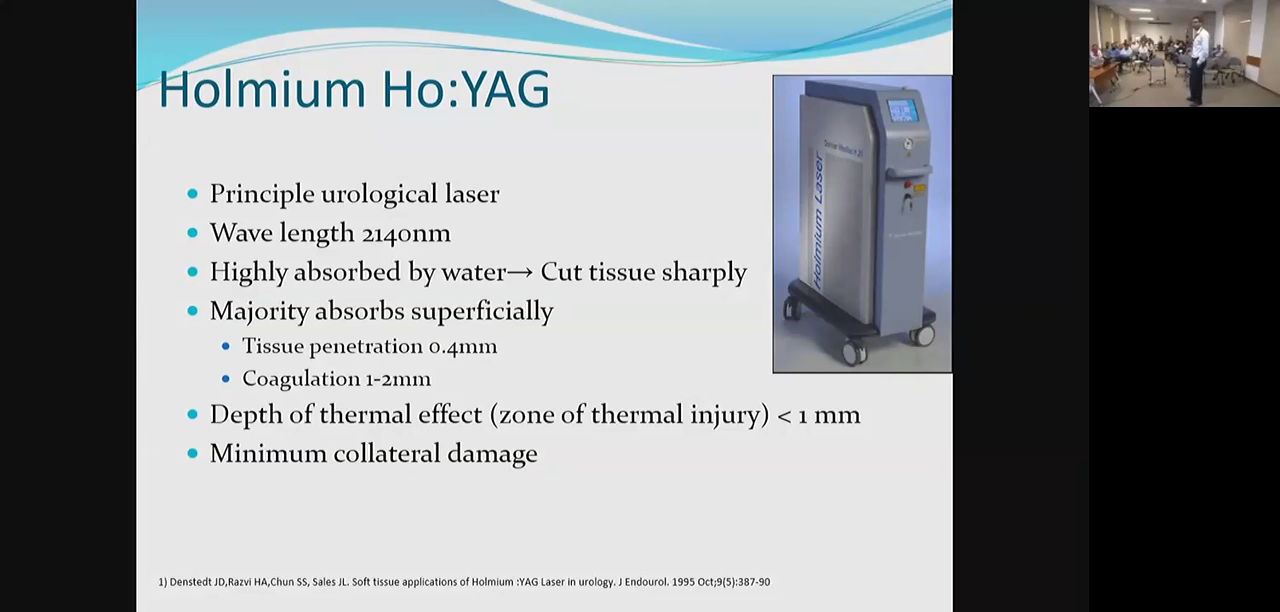 Holmium Ho:YAG
Principle urological laser
Wave length 2140nm
Highly absorbed by water→ Cut tissue sharply
Majority absorbs superficially
Tissue penetration 0.4mm
Coagulation 1-2mm
Depth of thermal effect (zone of thermal injury) < 1 mm
Minimum collateral damage
Holmium Laser
1) Denstedt JD,Razvi HA,Chun SS, Sales JL. Soft tissue applications of Holmium :YAG Laser in urology. J Endourol. 1995 Oct;9(5):387-90